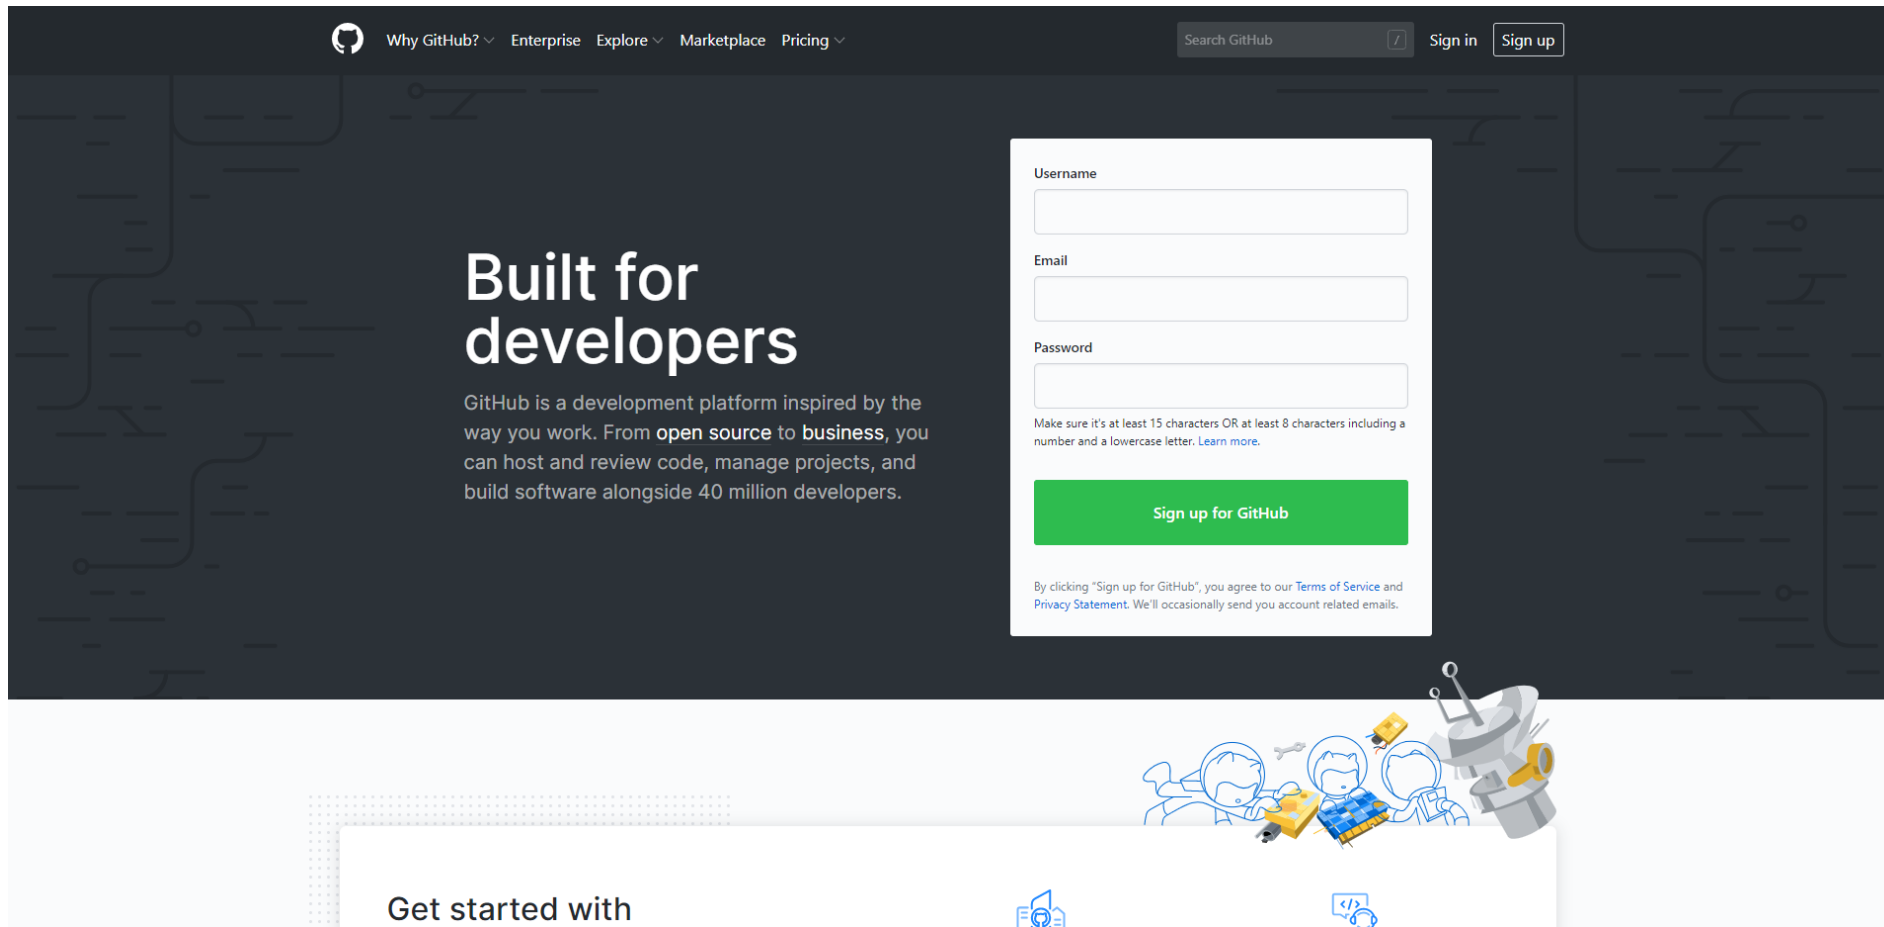 Why GitHub? Enterprise Explore Marketplace Pricing
Search GitHub / Sign in Sign up
Built for
developers
GitHub is a development platform inspired by the
way you work. From open source to business, you
can host and review code, manage projects, and
build software alongside 40 million developers.
Username
Email
Password
Make sure it's at least 15 characters OR at least 8 characters including a
number and a lowercase letter. Learn more.
Sign up for GitHub
By clicking "Sign up for GitHub", you agree to our Terms of Service and
Privacy Statement. We'll occasionally send you account related emails.
Get started with